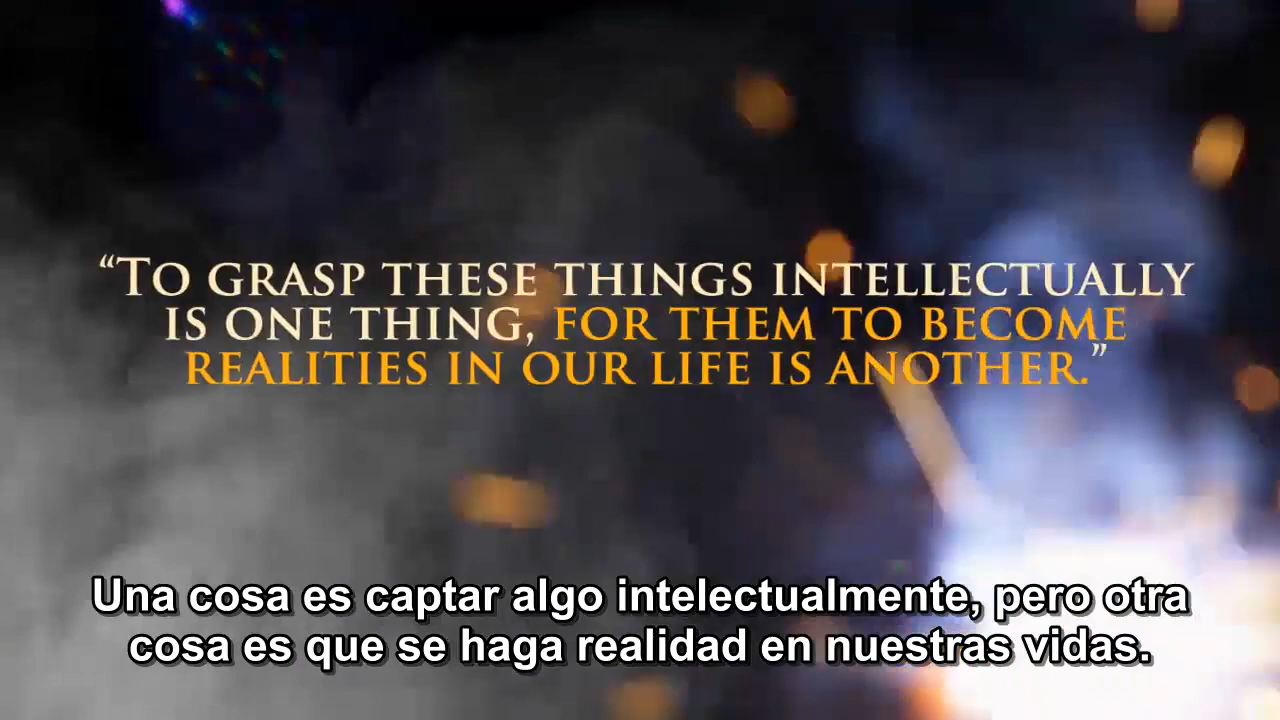 “To grasp these things intellectually
is one thing, for them to become
realities in our life is another.”
Una cosa es captar algo intelectualmente, pero otra
cosa es que se haga realidad en nuestras vidas.